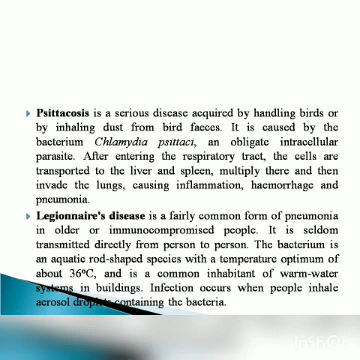 Psittacosis is a serious disease acquired by handling birds or
by inhaling dust from bird faeces. It is caused by the
bacterium Chlamydia psittaci, an obligate intracellular
parasite. After entering the respiratory tract, the cells are
transported to the liver and spleen, multiply there and then
invade the lungs, causing inflammation, haemorrhage and
pneumonia.
Legionnaire's disease is a fairly common form of pneumonia
in older or immunocompromised people. It is seldom
transmitted directly from person to person. The bacterium is
an aquatic rod-shaped species with a temperature optimum of
about 36ºC, and is a common inhabitant of warm-water
systems in buildings. Infection occurs when people inhale
aerosol droplets containing the bacteria.